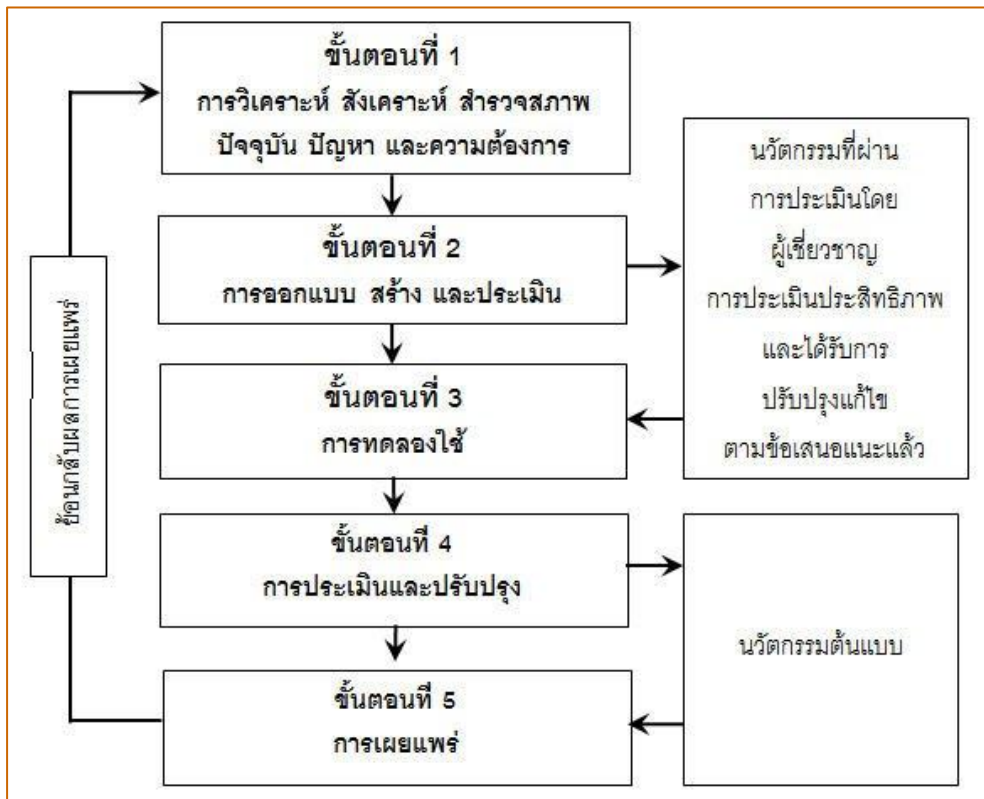 ขั้นตอนที่ 1
การวิเคราะห์ สังเคราะห์ สำรวจสภาพ
ปัจจุบัน ปัญหา และความต้องการ
ขั้นตอนที่ 2
การออกแบบ สร้าง และประเมิน
นวัตกรรมที่ผ่าน
การประเมินโดย
ผู้เชี่ยวชาญ
การประเมินประสิทธิภาพ
และได้รับการ
ปรับปรุงแก้ไข
ตามข้อเสนอแนะแล้ว
ขั้นตอนที่ 3
การทดลองใช้
ขั้นตอนที่ 4
การประเมินและปรับปรุง
นวัตกรรมต้นแบบ
ขั้นตอนที่ 5
การเผยแพร่
ย้อนกลับผลการเผยแพร่